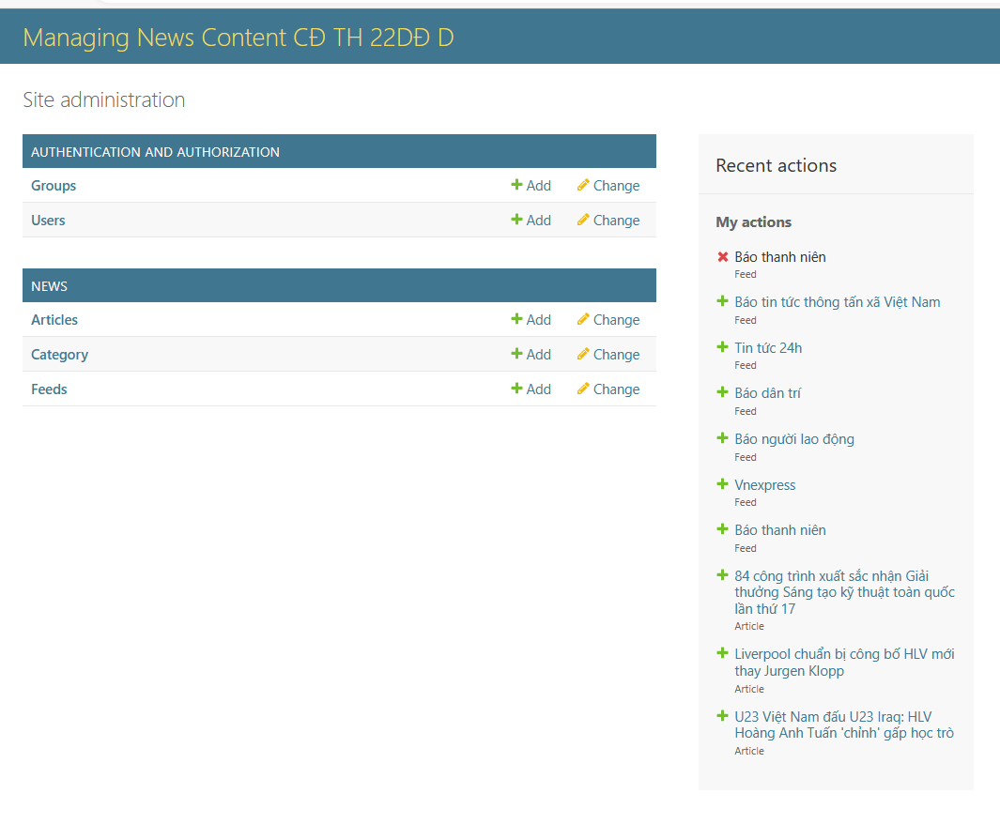 Managing News Content CĐ TH 22DĐ D
Site administration
AUTHENTICATION AND AUTHORIZATION
Groups Add Change
Users Add Change
NEWS
Articles Add Change
Category Add Change
Feeds Add Change
Recent actions
My actions
Báo thanh niên
Feed
Báo tin tức thông tấn xã Việt Nam
Feed
Tin tức 24h
Feed
Báo dân trí
Feed
Báo người lao động
Feed
Vnexpress
Feed
Báo thanh niên
Feed
84 công trình xuất sắc nhận Giải
thưởng Sáng tạo kỹ thuật toàn quốc
lần thứ 17
Article
Liverpool chuẩn bị công bố HLV mới
thay Jurgen Klopp
Article
U23 Việt Nam đấu U23 Iraq: HLV
Hoàng Anh Tuấn 'chỉnh' gấp học trò
Article